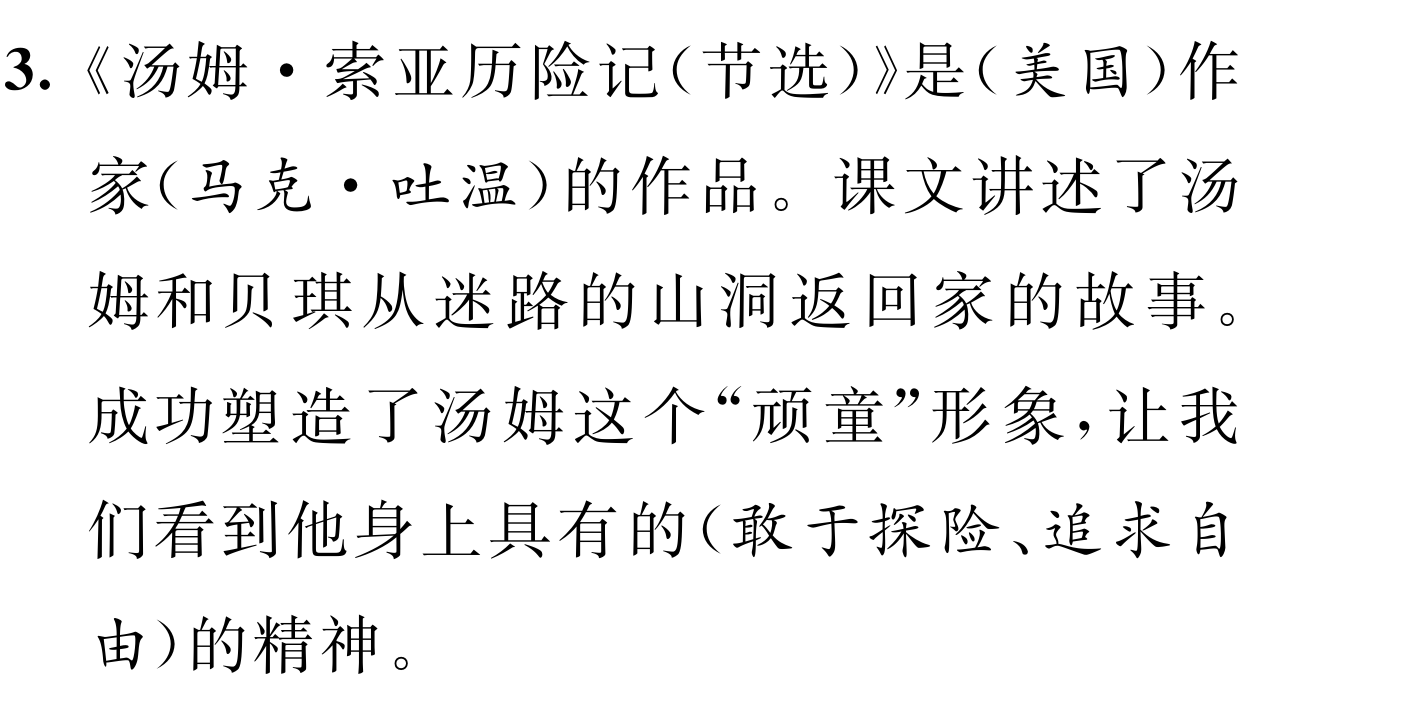 3.《汤姆·索亚历险记(节选)》是(美国)作
家(马克·吐温)的作品。课文讲述了汤
姆和贝琪从迷路的山洞返回家的故事。
成功塑造了汤姆这个“顽童”形象,让我
们看到他身上具有的(敢于探险、追求自
由)的精神。